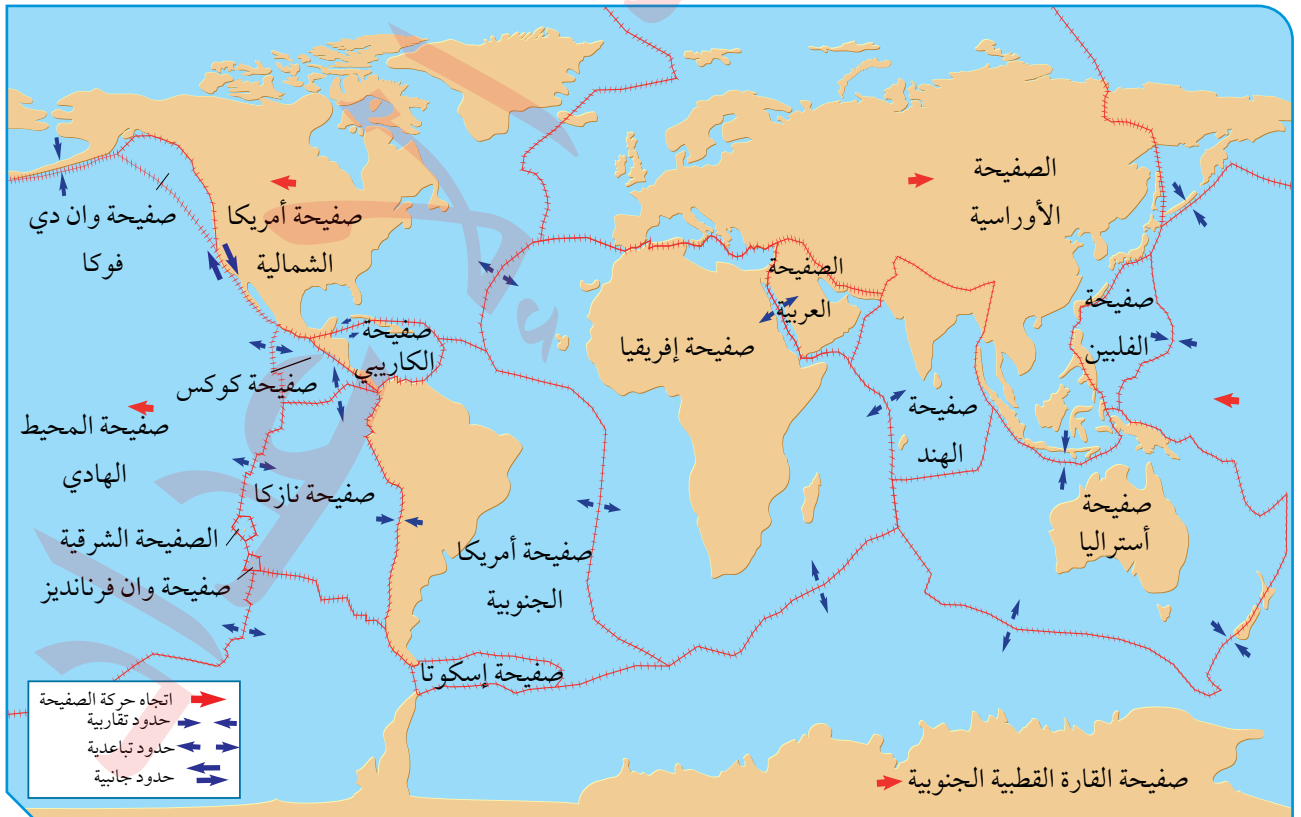 الصفيحة
الأوراسية
صفيحة أمريكا
الشمالية
صفيحة وان دي
فوكا
الصفيحة
العربية
صفيحة
الفلبين
صفيحة
الكاريبي
صفيحة إفريقيا
صفيحة كوكس
صفيحة
الهند
صفيحة المحيط
الهادي
صفيحة نازكا
صفيحة
أستراليا
الصفيحة الشرقية
صفيحة أمريكا
الجنوبية
صفيحة وان فرنانديز
صفيحة إسكوتا
اتجاه حركة الصفيحة
حدود تقاربية
حدود تباعدية
حدود جانبية
صفيحة القارة القطبية الجنوبية